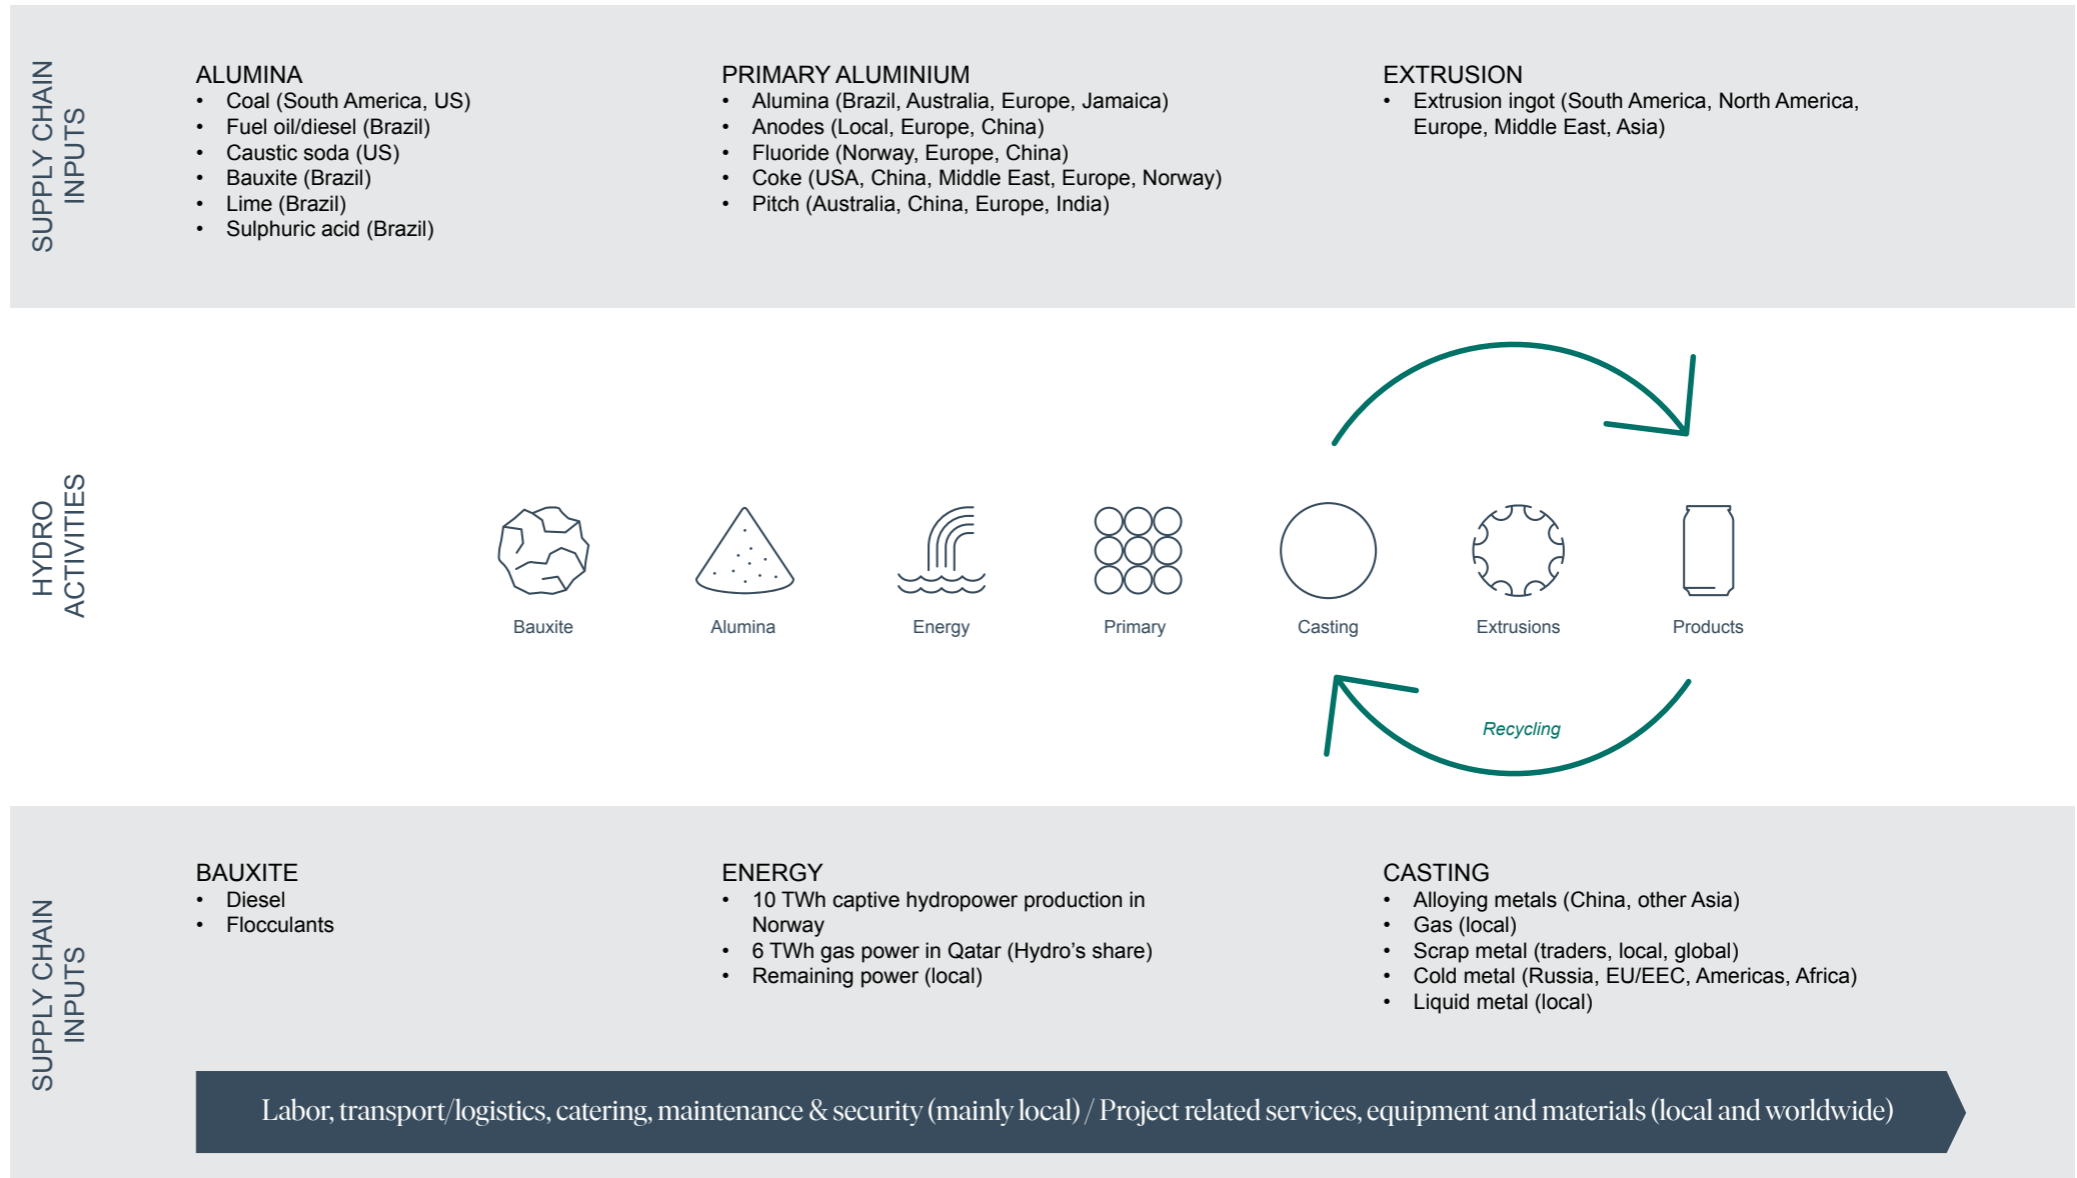 SUPPLY CHAIN
INPUTS
ALUMINA
• Coal (South America, US)
• Fuel oil/diesel (Brazil)
• Caustic soda (US)
• Bauxite (Brazil)
• Lime (Brazil)
• Sulphuric acid (Brazil)
PRIMARY ALUMINIUM
• Alumina (Brazil, Australia, Europe, Jamaica)
• Anodes (Local, Europe, China)
• Fluoride (Norway, Europe, China)
• Coke (USA, China, Middle East, Europe, Norway)
• Pitch (Australia, China, Europe, India)
EXTRUSION
• Extrusion ingot (South America, North America,
Europe, Middle East, Asia)
HYDRO
ACTIVITIES
Bauxite
Alumina
Energy
Primary
Casting
Extrusions
Products
Recycling
SUPPLY CHAIN
INPUTS
BAUXITE
• Diesel
• Flocculants
ENERGY
• 10 TWh captive hydropower production in
Norway
• 6 TWh gas power in Qatar (Hydro's share)
• Remaining power (local)
CASTING
• Alloying metals (China, other Asia)
• Gas (local)
• Scrap metal (traders, local, global)
• Cold metal (Russia, EU/EEC, Americas, Africa)
• Liquid metal (local)
Labor, transport/logistics, catering, maintenance & security (mainly local) / Project related services, equipment and materials (local and worldwide)